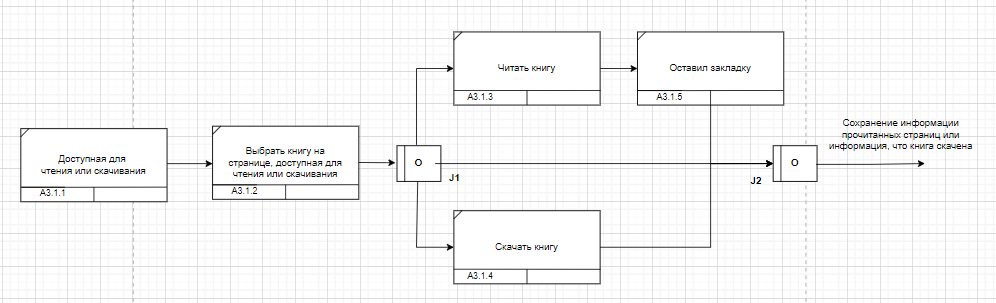 Доступная для
чтения или скачивания
A3.1.1
Выбрать книгу на
странице, доступная для
чтения или скачивания
A3.1.2
O
J1
Читать книгу
A3.1.3
Оставил закладку
A3.1.5
Скачать книгу
A3.1.4
O
J2
Сохранение информации
прочитанных страниц или
информация, что книга скачена